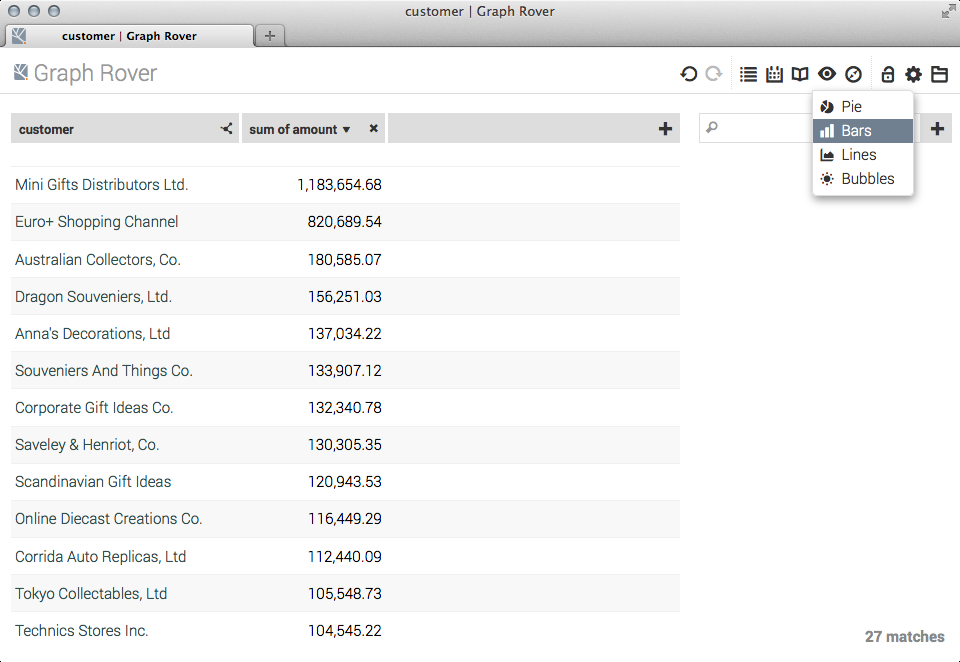 customer | Graph Rover
customer | Graph Rover
Graph Rover
Pie
Bars
Lines
Bubbles
customer sum of amount
Mini Gifts Distributors Ltd. 1,183,654.68
Euro+ Shopping Channel 820,689.54
Australian Collectors, Co. 180,585.07
Dragon Souveniers, Ltd. 156,251.03
Anna's Decorations, Ltd 137,034.22
Souveniers And Things Co. 133,907.12
Corporate Gift Ideas Co. 132,340.78
Saveley & Henriot, Co. 130,305.35
Scandinavian Gift Ideas 120,943.53
Online Diecast Creations Co. 116,449.29
Corrida Auto Replicas, Ltd 112,440.09
Tokyo Collectables, Ltd 105,548.73
Technics Stores Inc. 104,545.22
27 matches